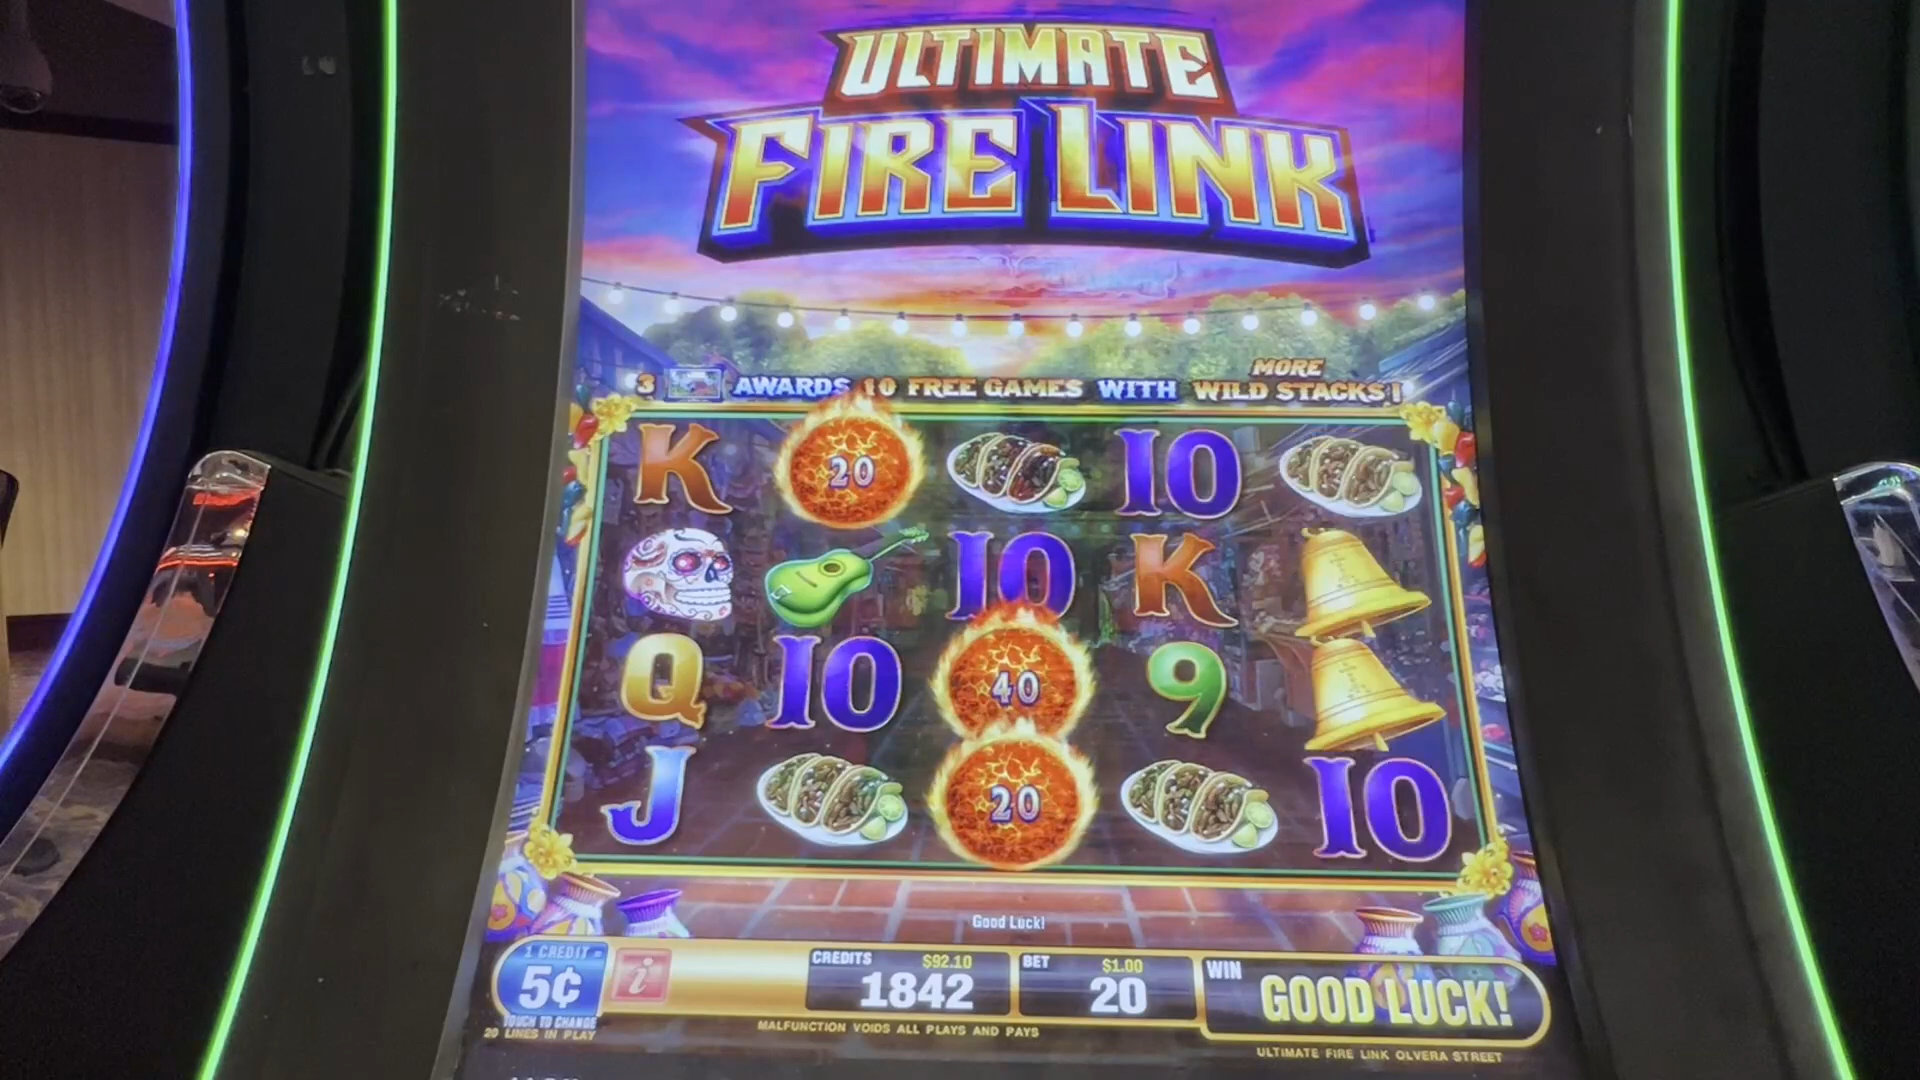 ULTIMATE
FIRE LINK
3 AWARDS 10 FREE GAMES WITH MORE WILD STACKS!
K 20 10
10 K
Q 10 40 9
J 20 10
Good Luck!
1 CREDIT =
5¢
TOUCH TO CHANGE
20 LINES IN PLAY
i
CREDITS $92.10
1842
BET $1.00
20
WIN GOOD LUCK!
MALFUNCTION VOIDS ALL PLAYS AND PAYS
ULTIMATE FIRE LINK OLVERA STREET